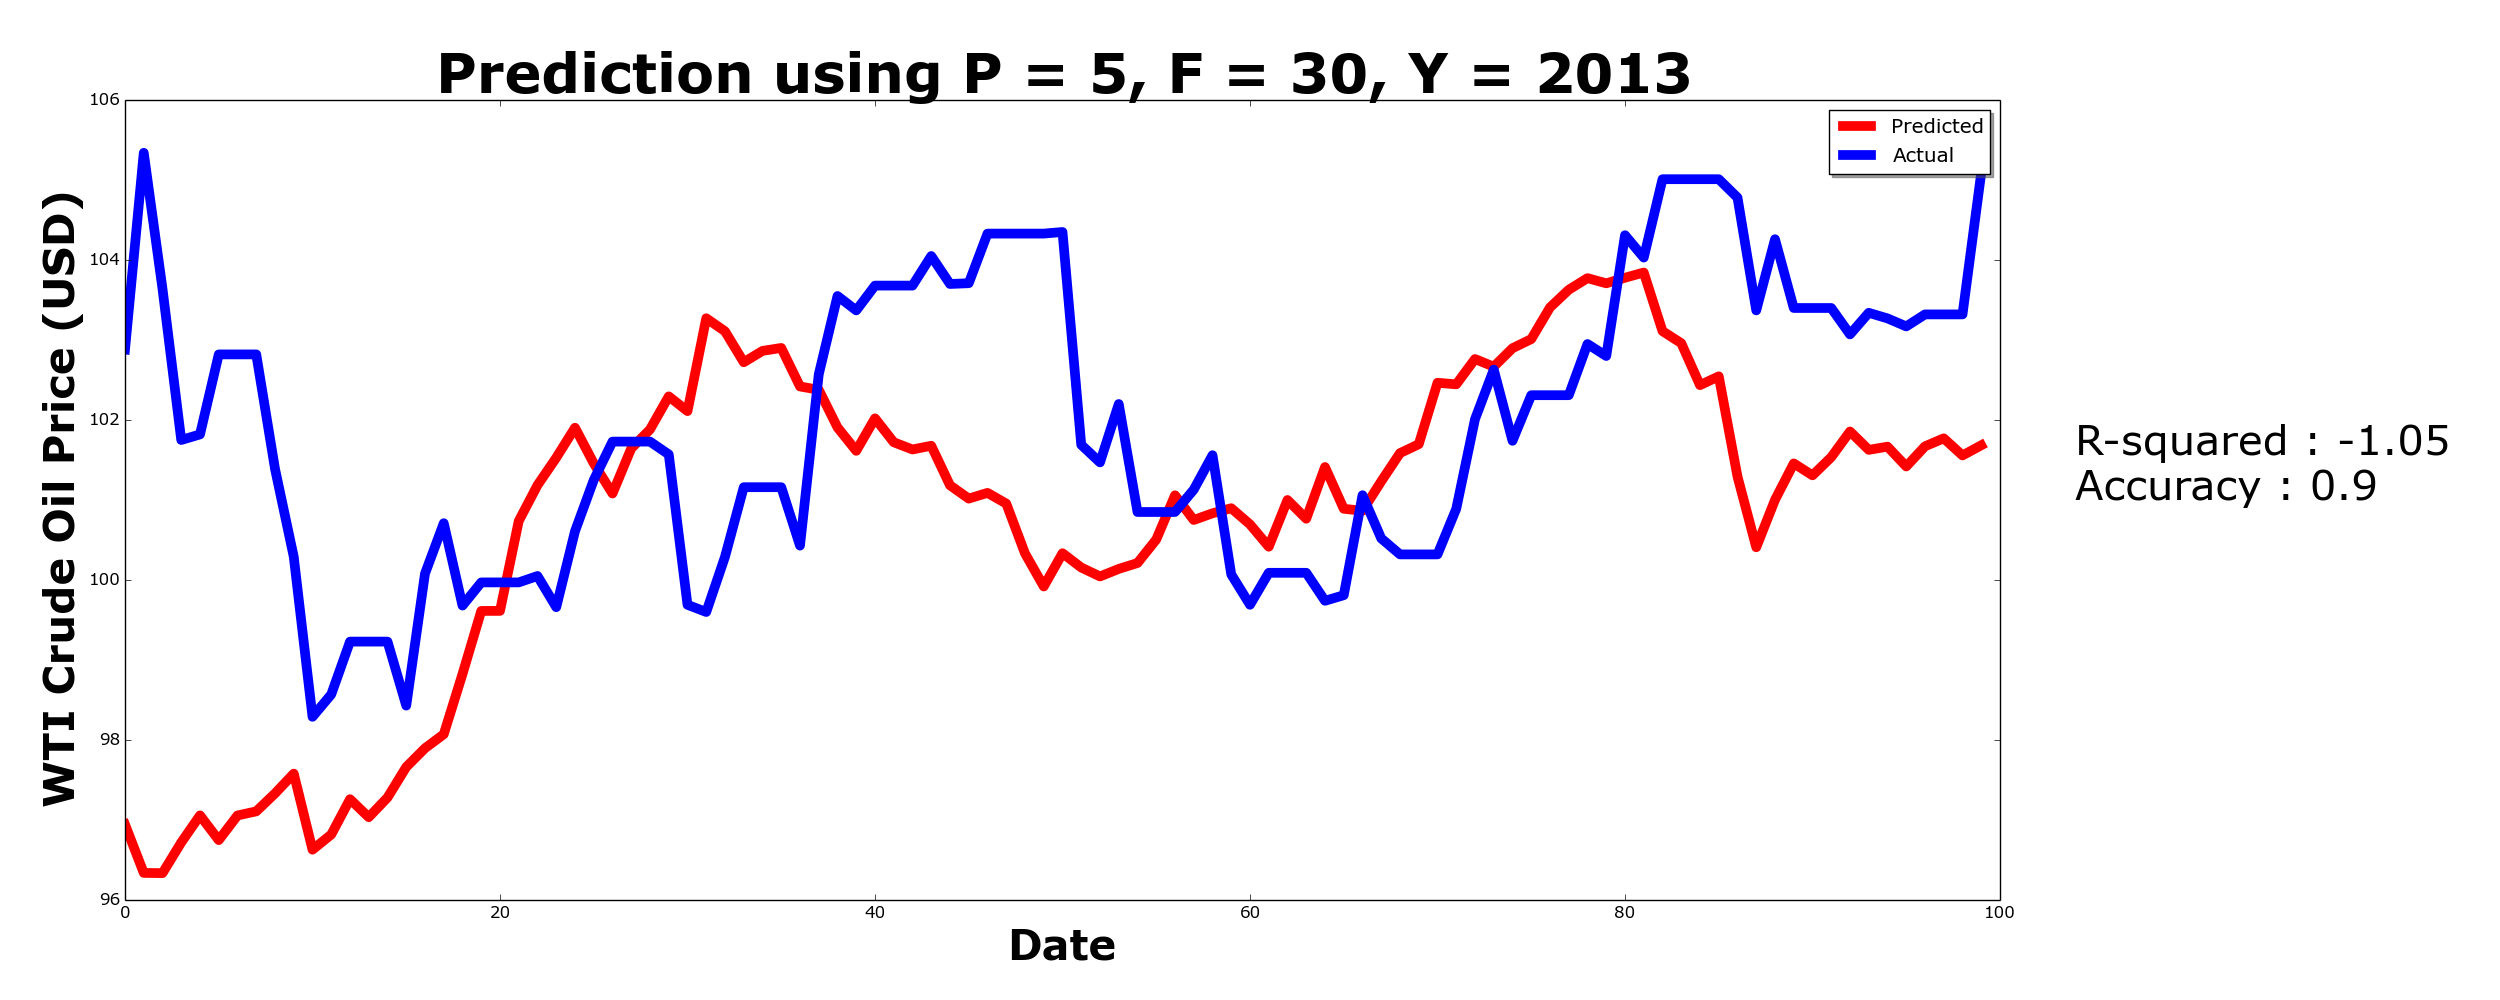 Prediction using P = 5, F = 30, Y = 2013
WTI Crude Oil Price (USD)
106
104
102
100
98
96
0 20 40 60 80 100
Date
Predicted
Actual
R-squared : -1.05
Accuracy : 0.9